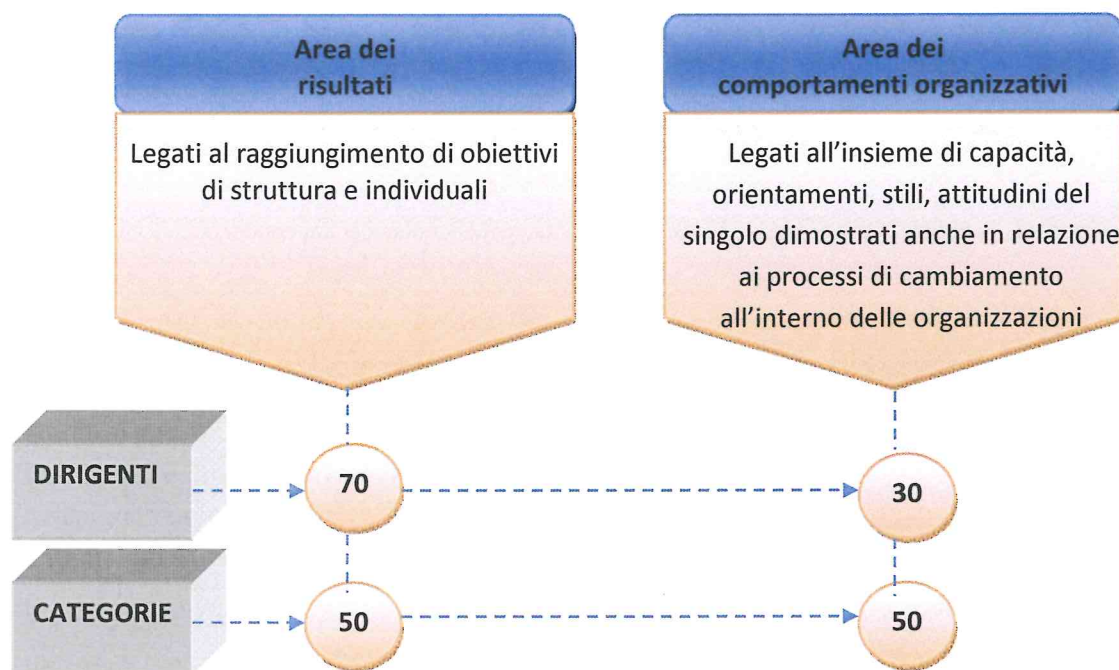 Area dei
risultati
Legati al raggiungimento di obiettivi
di struttura e individuali
Area dei
comportamenti organizzativi
Legati all’insieme di capacità,
orientamenti, stili, attitudini del
singolo dimostrati anche in relazione
ai processi di cambiamento
all’interno delle organizzazioni
DIRIGENTI
70
30
CATEGORIE
50
50